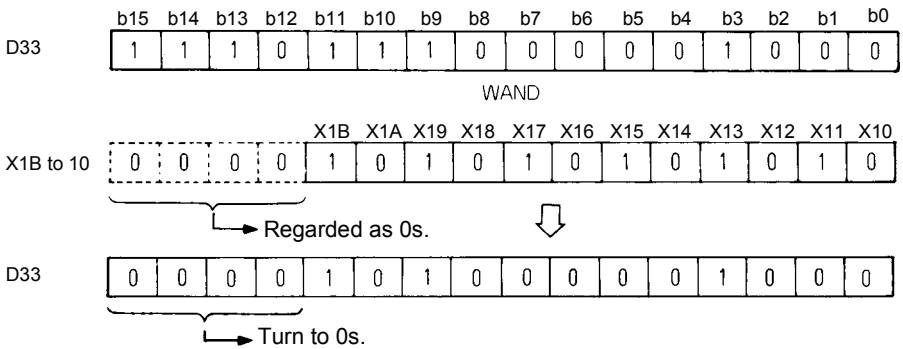 b15 b14 b13 b12 b11 b10 b9 b8 b7 b6 b5 b4 b3 b2 b1 b0
D33 1 1 1 0 1 1 1 0 0 0 0 0 1 0 0 0
WAND
X1B X1A X19 X18 X17 X16 X15 X14 X13 X12 X11 X10
X1B to 10 0 0 0 0 1 0 1 0 1 0 1 0 1 0 1 0
Regarded as 0s.
D33 0 0 0 0 1 0 1 0 0 0 0 0 1 0 0 0
Turn to 0s.